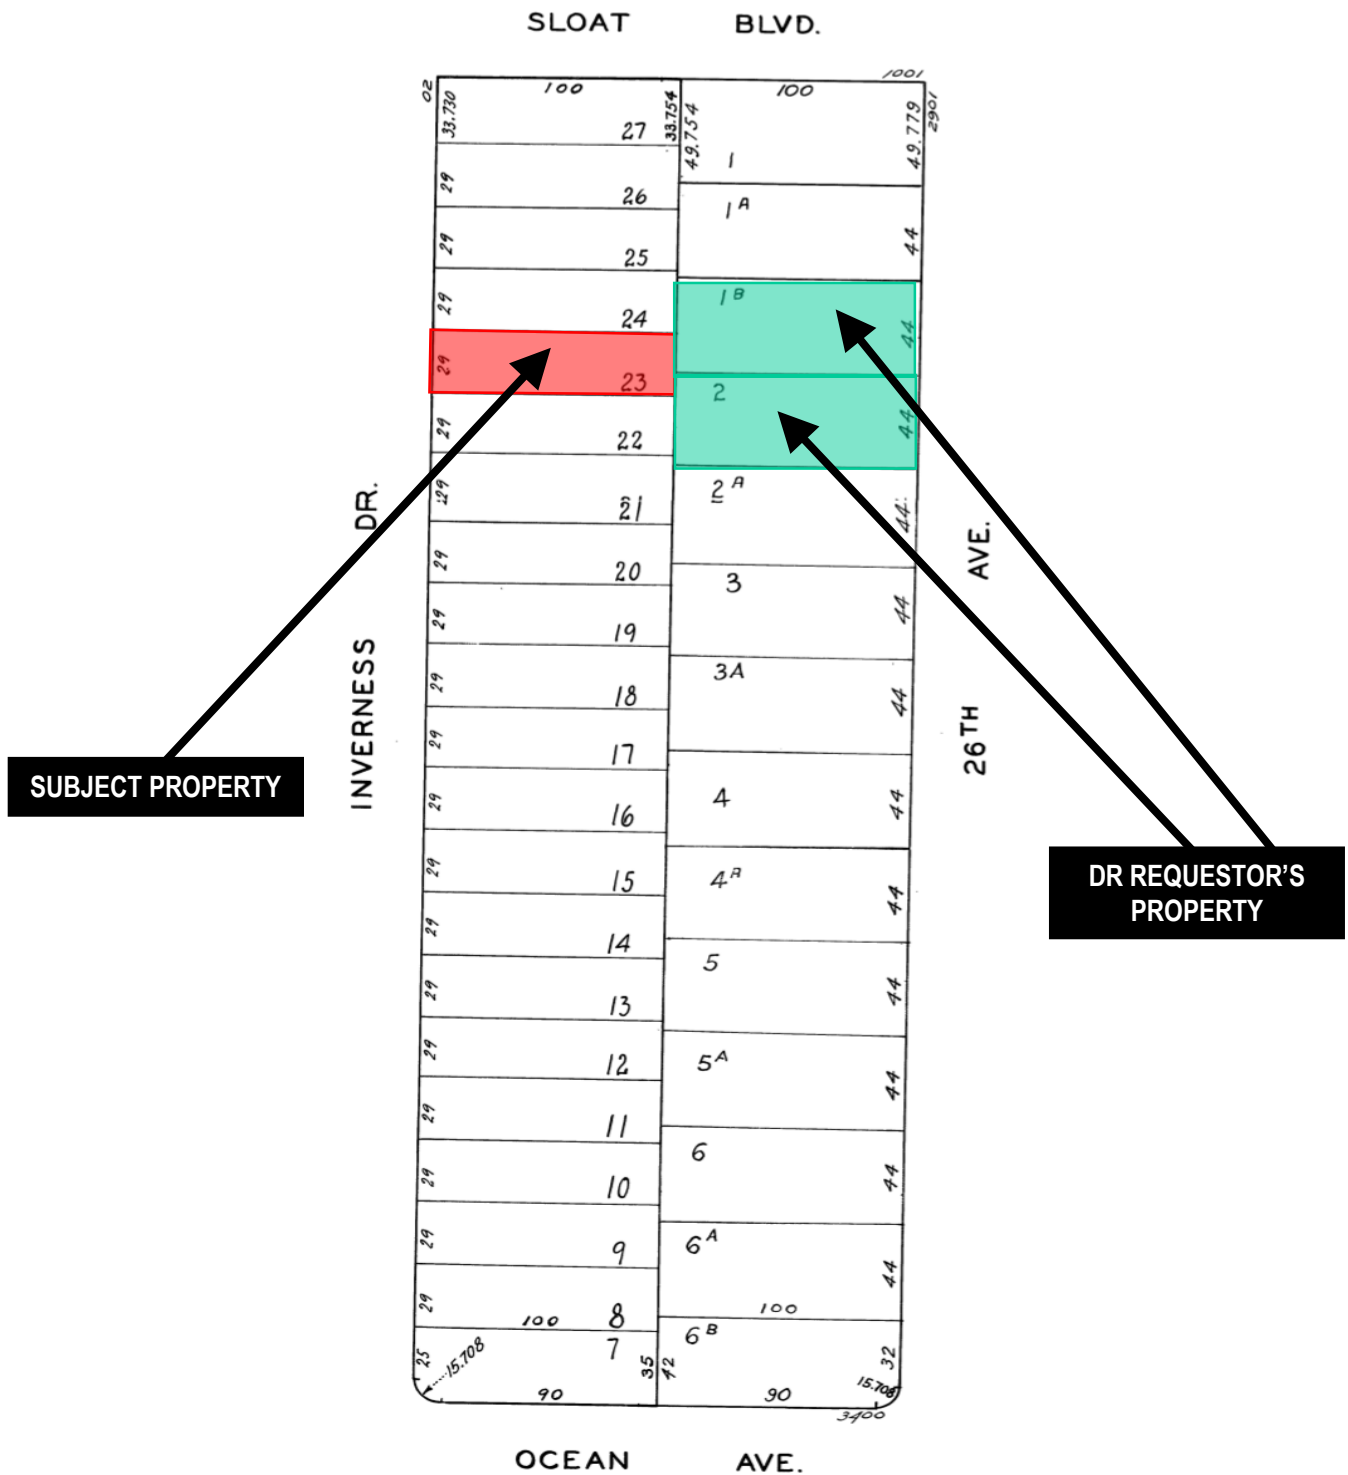 SLOAT BLVD.
1001
02 100 100
33.730 33.754 49.754 49.779 2901
27
1
29 26
1A 44
29 25
1B 44
29 24
29 23
2 44
29 22
2A 44
29 21
29 20
3 44
29 19
3A 44
29 18
29 17
4 44
29 16
4A 44
29 15
29 14
5 44
29 13
5A 44
29 12
29 11
6 44
29 10
6A 44
29 9
29 100 8 100
6B
25 15.708 7 35 42 32
15.708
90 90
3400
INVERNESS DR.
26TH AVE.
SUBJECT PROPERTY
DR REQUESTOR’S
PROPERTY
OCEAN AVE.